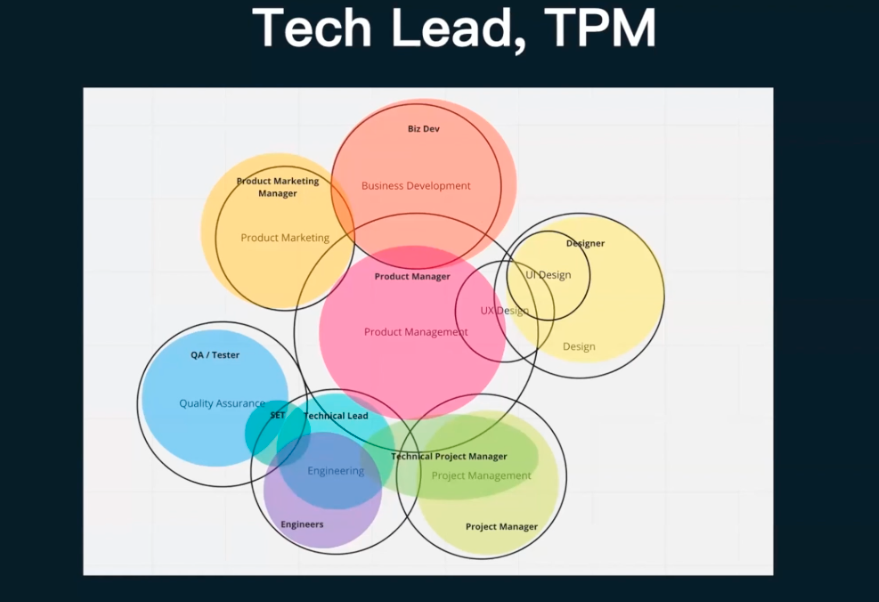 Tech Lead, TPM
Biz Dev
Business Development
Product Marketing
Manager
Product Marketing
Designer
UI Design
UX Design
Design
Product Manager
Product Management
QA / Tester
Quality Assurance
SET
Technical Lead
Engineering
Engineers
Technical Project Manager
Project Management
Project Manager